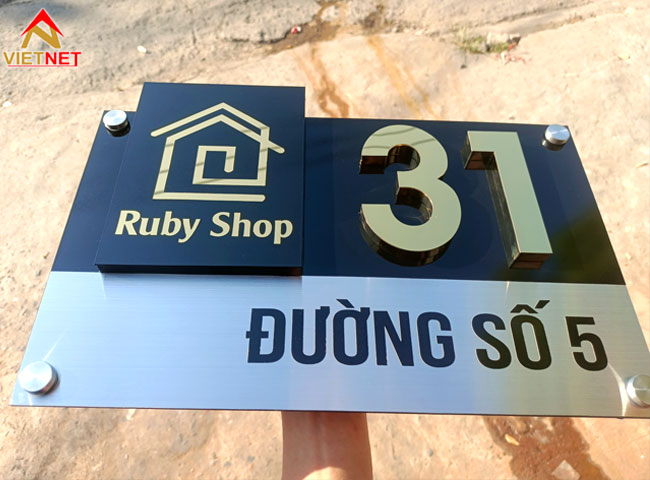 VIETNET
Ruby Shop
31
ĐƯỜNG SỐ 5